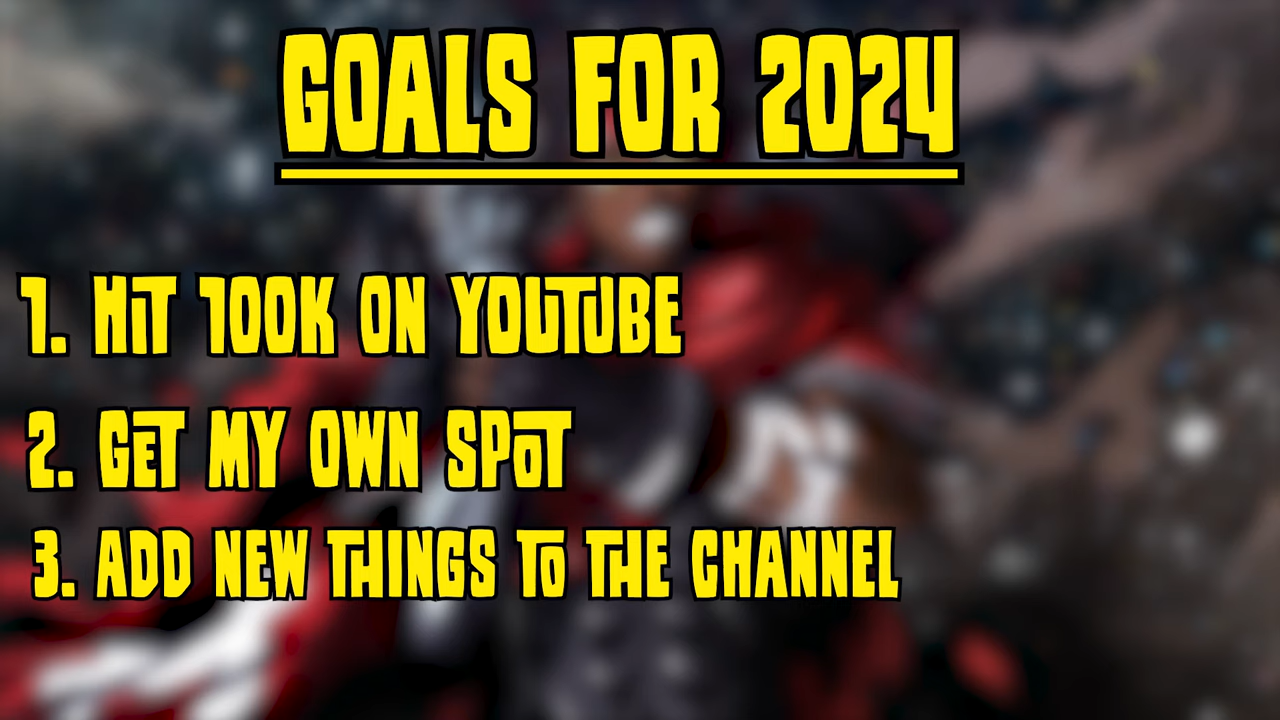 GOALS FOR 2024
1. HIT 100K ON YOUTUBE
2. GET MY OWN SPOT
3. ADD NEW THINGS TO THE CHANNEL